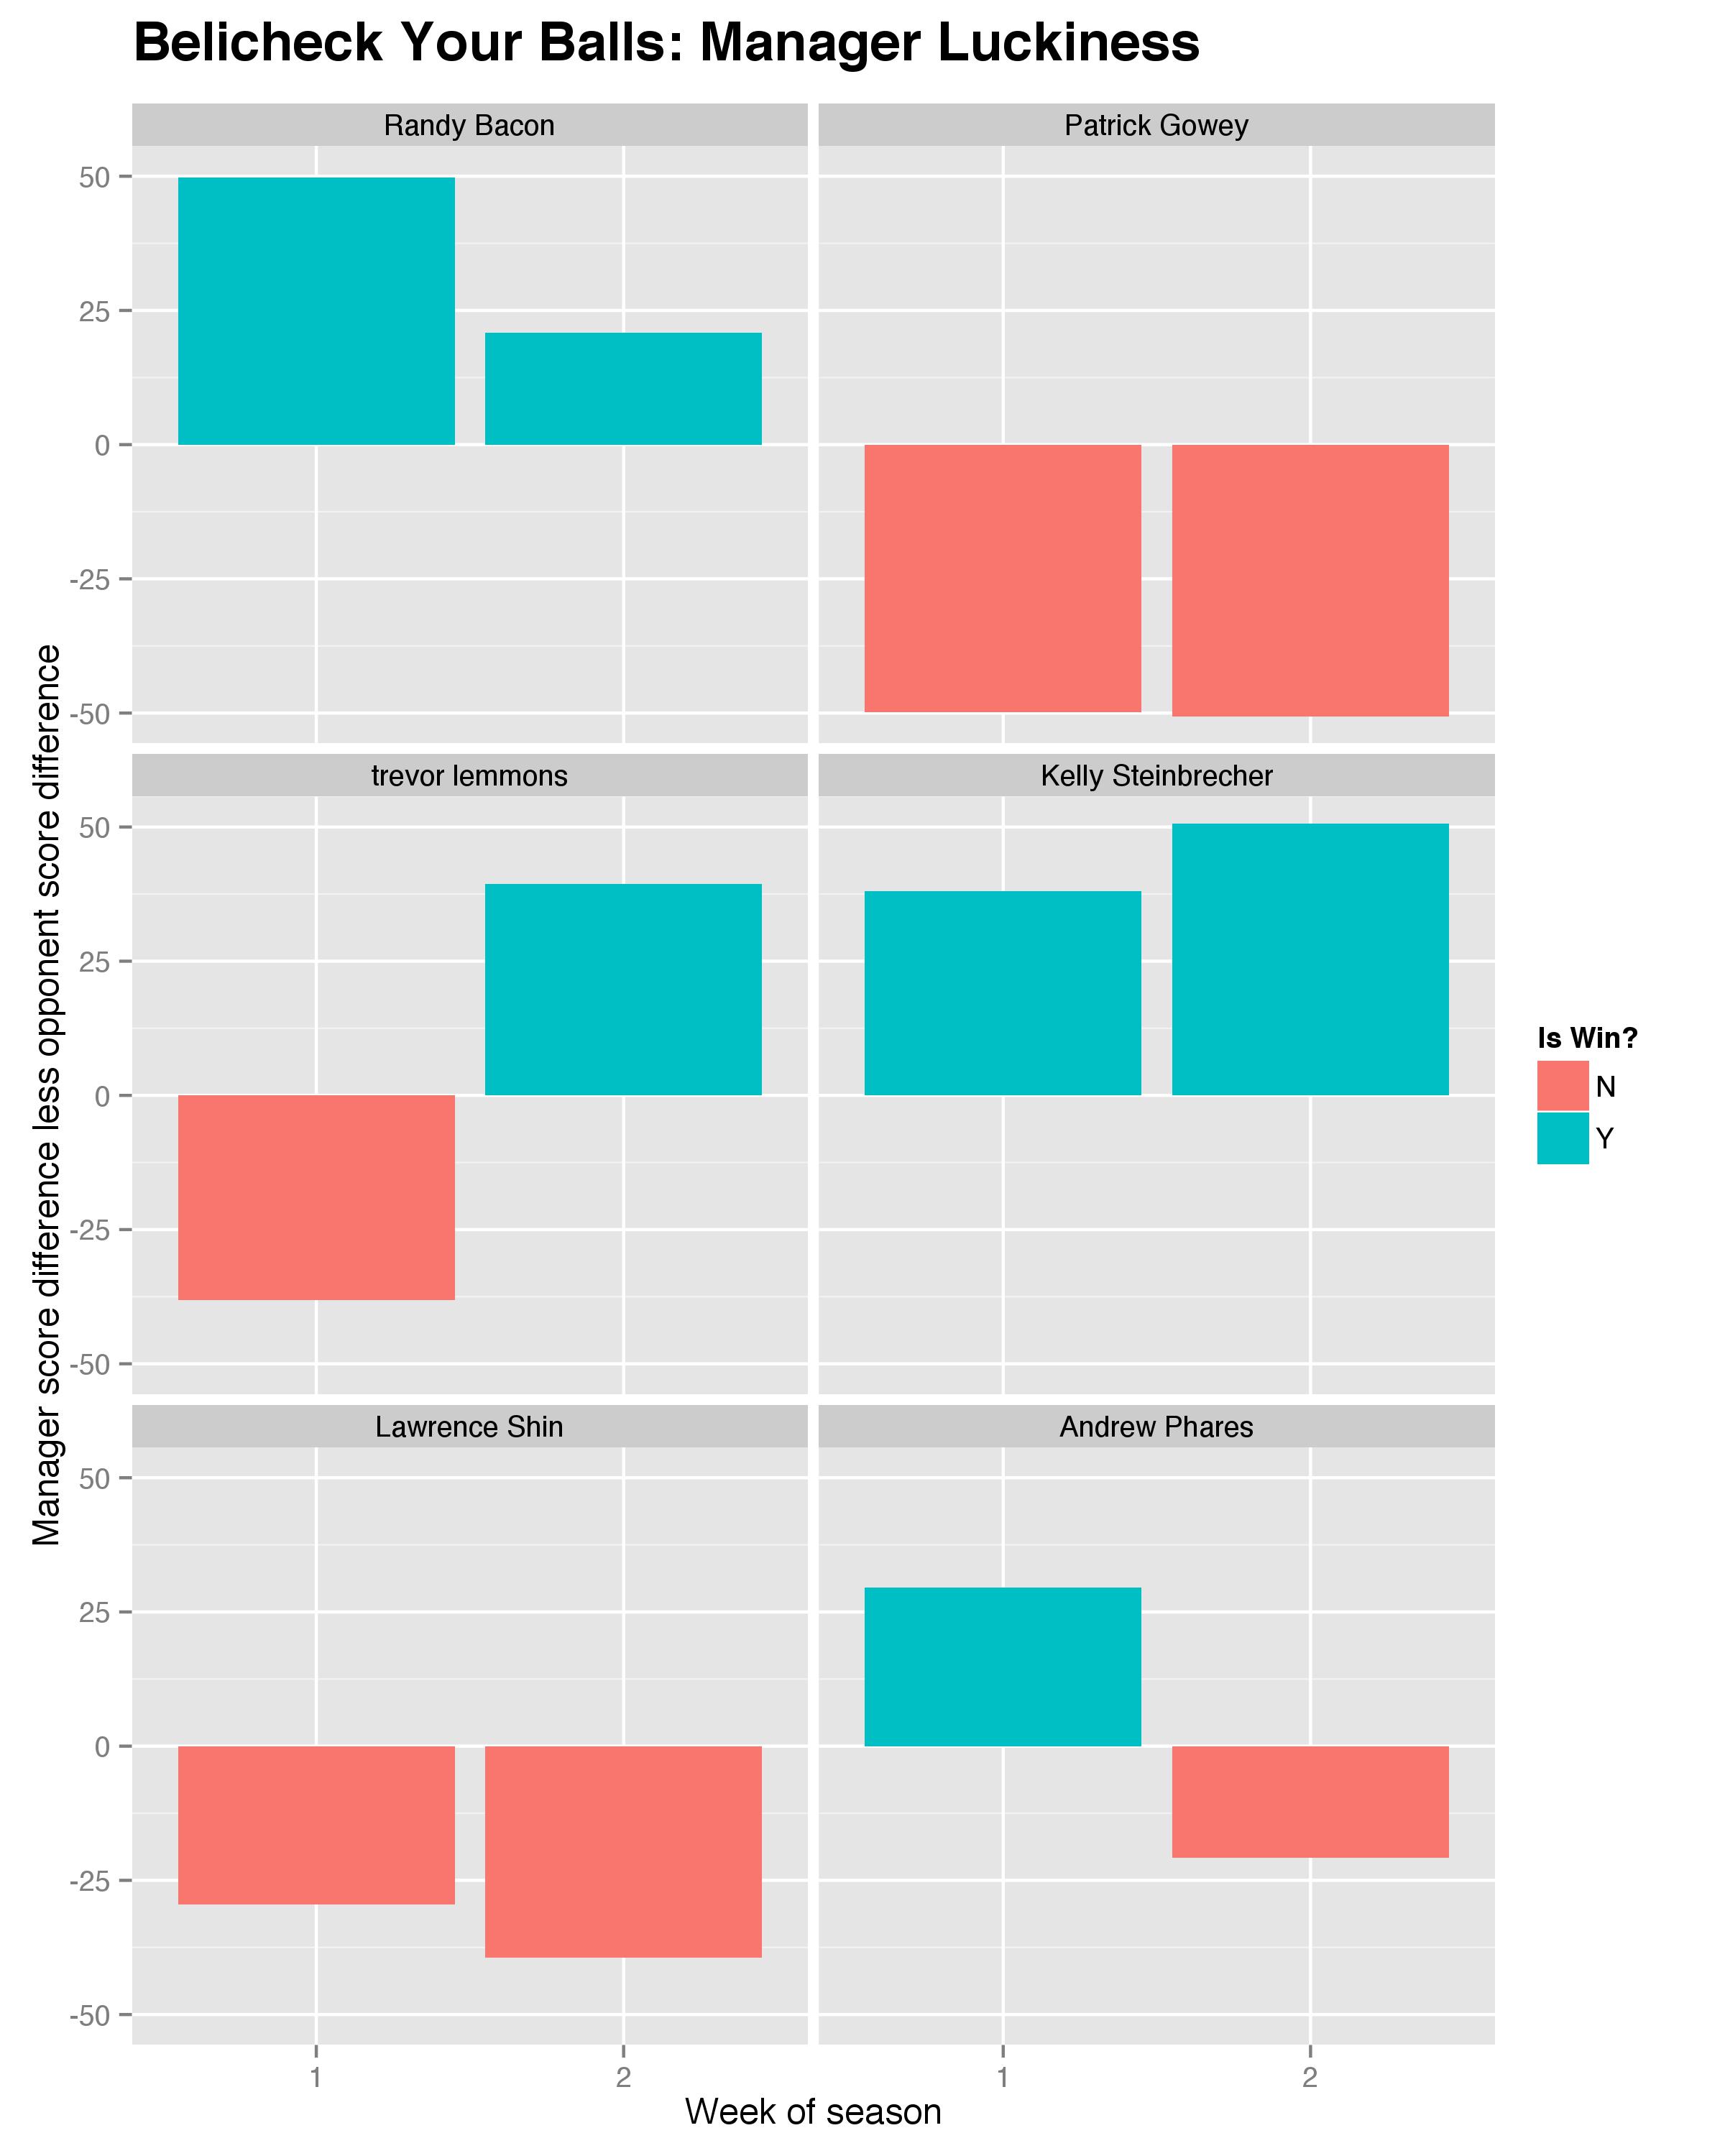 Belicheck Your Balls: Manager Luckiness
Randy Bacon
Patrick Gowey
50
25
0
-25
-50
trevor lemmons
Kelly Steinbrecher
50
25
0
-25
-50
Lawrence Shin
Andrew Phares
50
25
0
-25
-50
1
2
1
2
Week of season
Manager score difference less opponent score difference
Is Win?
N
Y